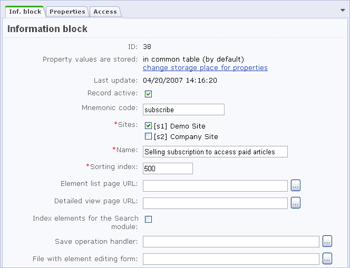 Inf. block Properties Access
Information block
ID: 38
Property values are stored: in common table (by default)
change storage place for properties
Last update: 04/20/2007 14:16:20
Record active:
Mnemonic code: subscribe
*Sites: [s1] Demo Site
[s2] Company Site
*Name: Selling subscription to access paid articles
*Sorting index: 500
Element list page URL: ...
Detailed view page URL: ...
Index elements for the Search
module:
Save operation handler: ...
File with element editing form: ...